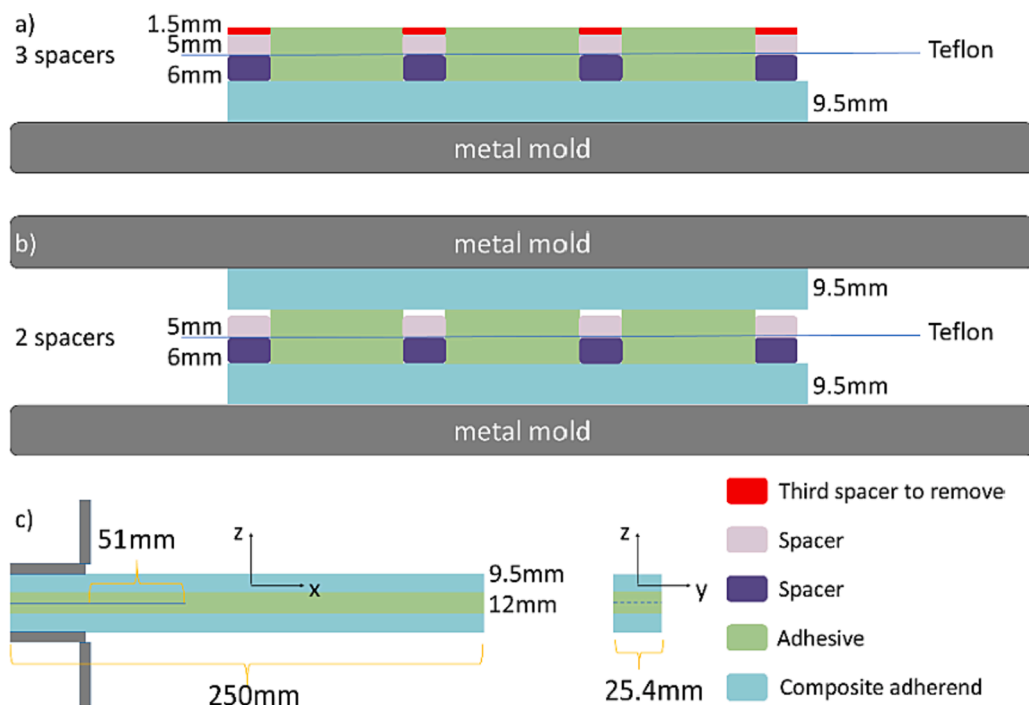 a)
3 spacers
1.5mm
5mm
6mm
Teflon
9.5mm
metal mold
metal mold
b)
9.5mm
2 spacers
5mm
6mm
Teflon
9.5mm
metal mold
c)
51mm
z
x
9.5mm
12mm
250mm
z
y
25.4mm
Third spacer to remove
Spacer
Spacer
Adhesive
Composite adherend